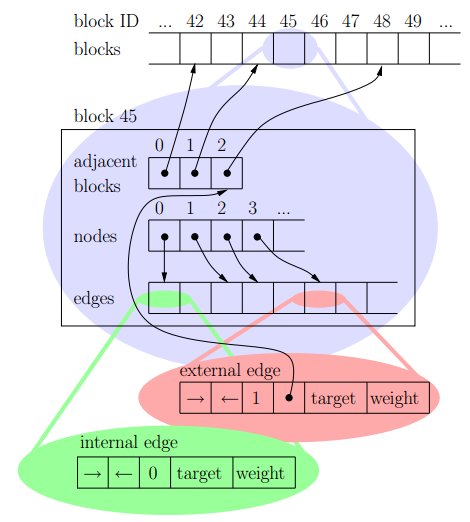 block ID ... 42 43 44 45 46 47 48 49 ...
blocks
block 45
0 1 2
adjacent
blocks
0 1 2 3 ...
nodes
edges
external edge
→ ← 1 target weight
internal edge
→ ← 0 target weight